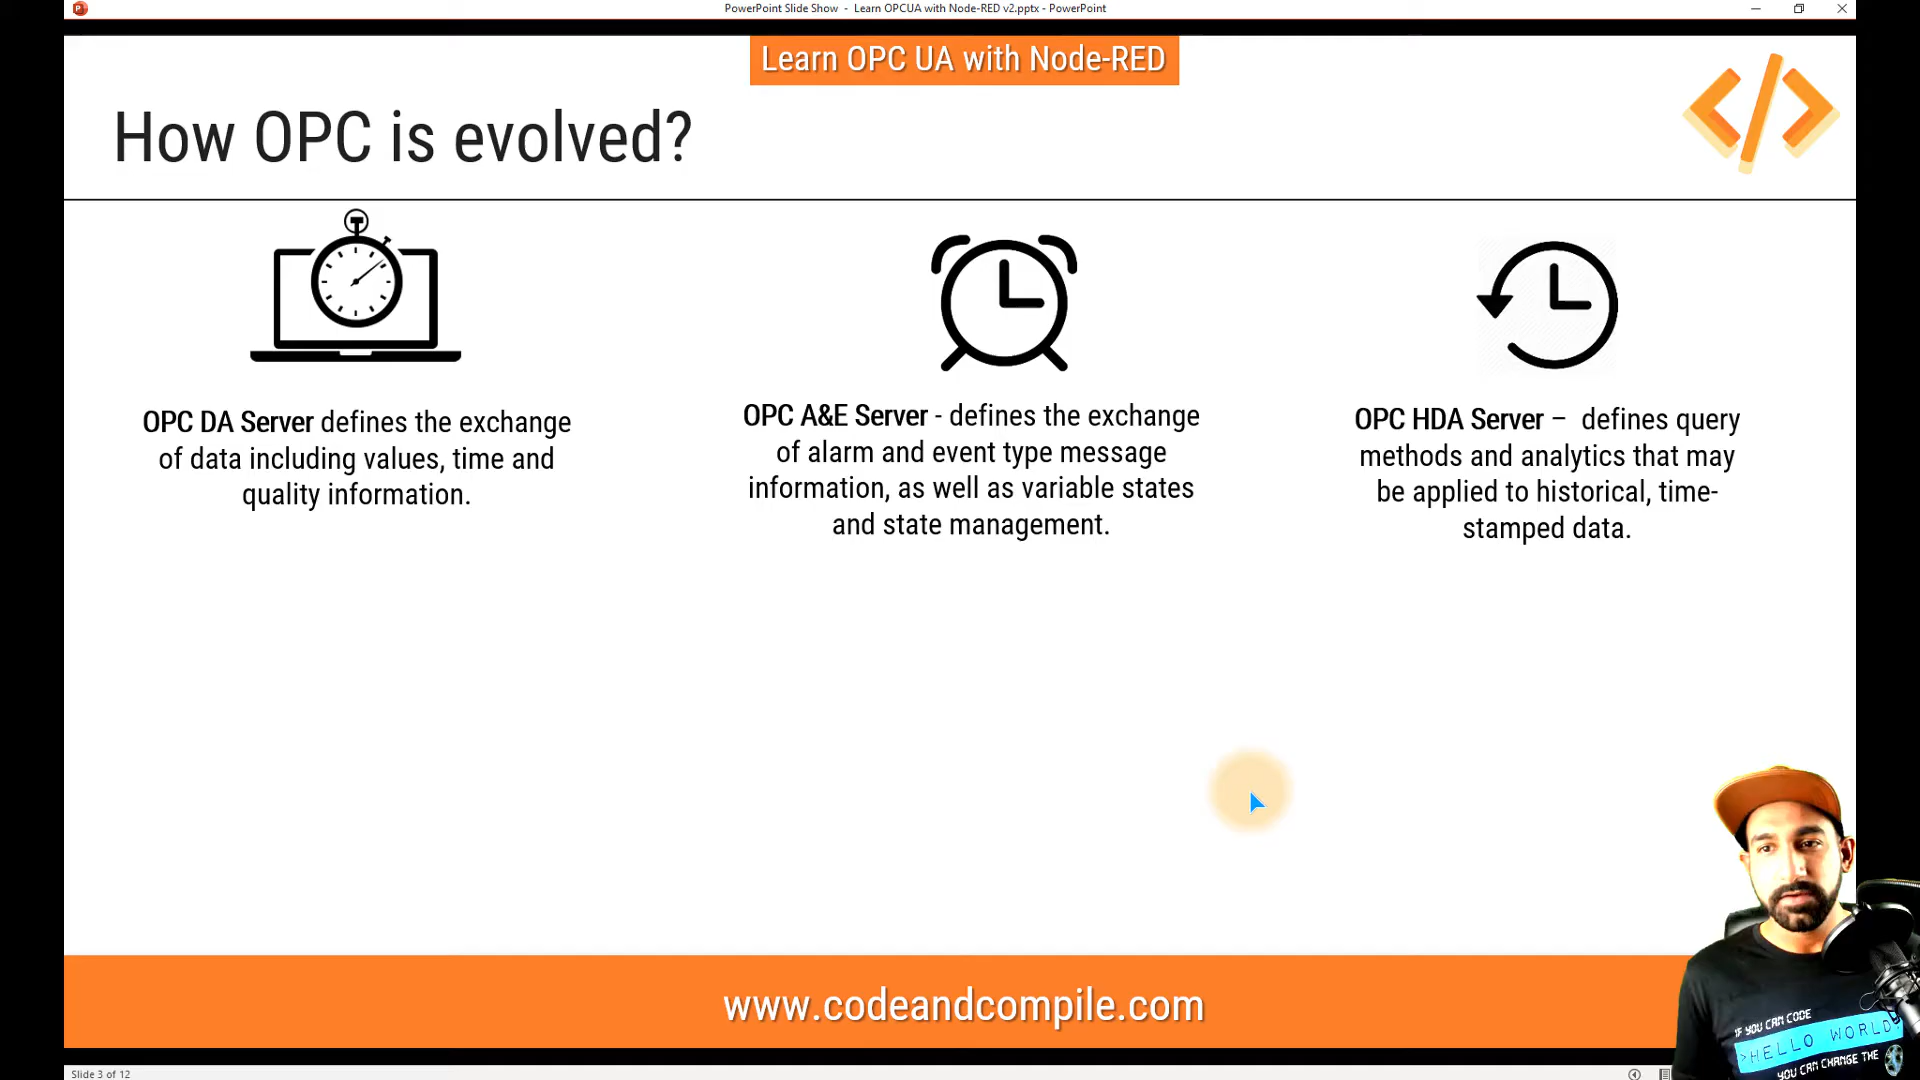 PowerPoint Slide Show - Learn OPCUA with Node-RED v2.pptx - PowerPoint
Learn OPC UA with Node-RED
How OPC is evolved?
OPC DA Server defines the exchange
of data including values, time and
quality information.
OPC A&E Server - defines the exchange
of alarm and event type message
information, as well as variable states
and state management.
OPC HDA Server – defines query
methods and analytics that may
be applied to historical, time-
stamped data.
www.codeandcompile.com
IF YOU CAN CODE
>HELLO WORLD
YOU CAN CHANGE THE
Slide 3 of 12